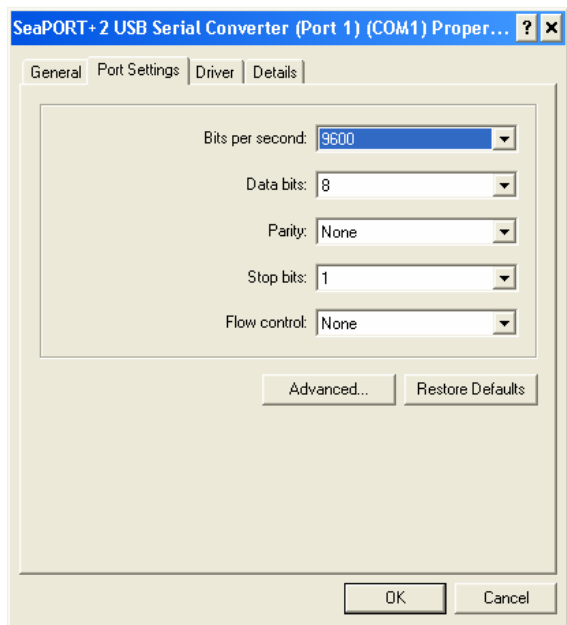 SeaPORT+2 USB Serial Converter (Port 1) (COM1) Proper... ?
General Port Settings Driver Details
Bits per second: 9600
Data bits: 8
Parity: None
Stop bits: 1
Flow control: None
Advanced... Restore Defaults
OK Cancel